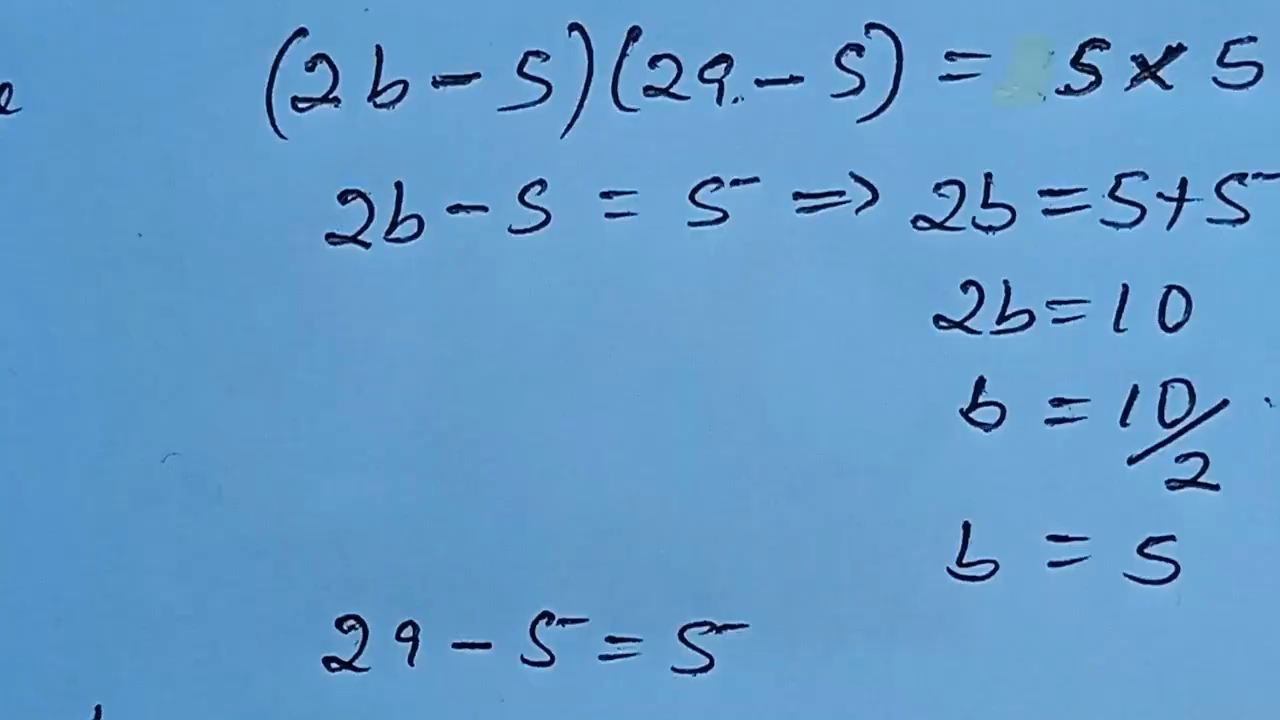 (2b - 5)(2a - 5) = 5 × 5
2b - 5 = 5 => 2b = 5 + 5
2b = 10
b = 10/2
b = 5
2a - 5 = 5